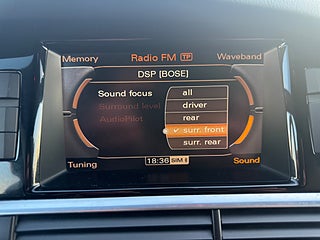 Memory Radio FM TP Waveband
DSP [BOSE]
Sound focus
Surround level
AudioPilot
all
driver
rear
✓ surr. front
surr. rear
Tuning 18:36 SIM Sound